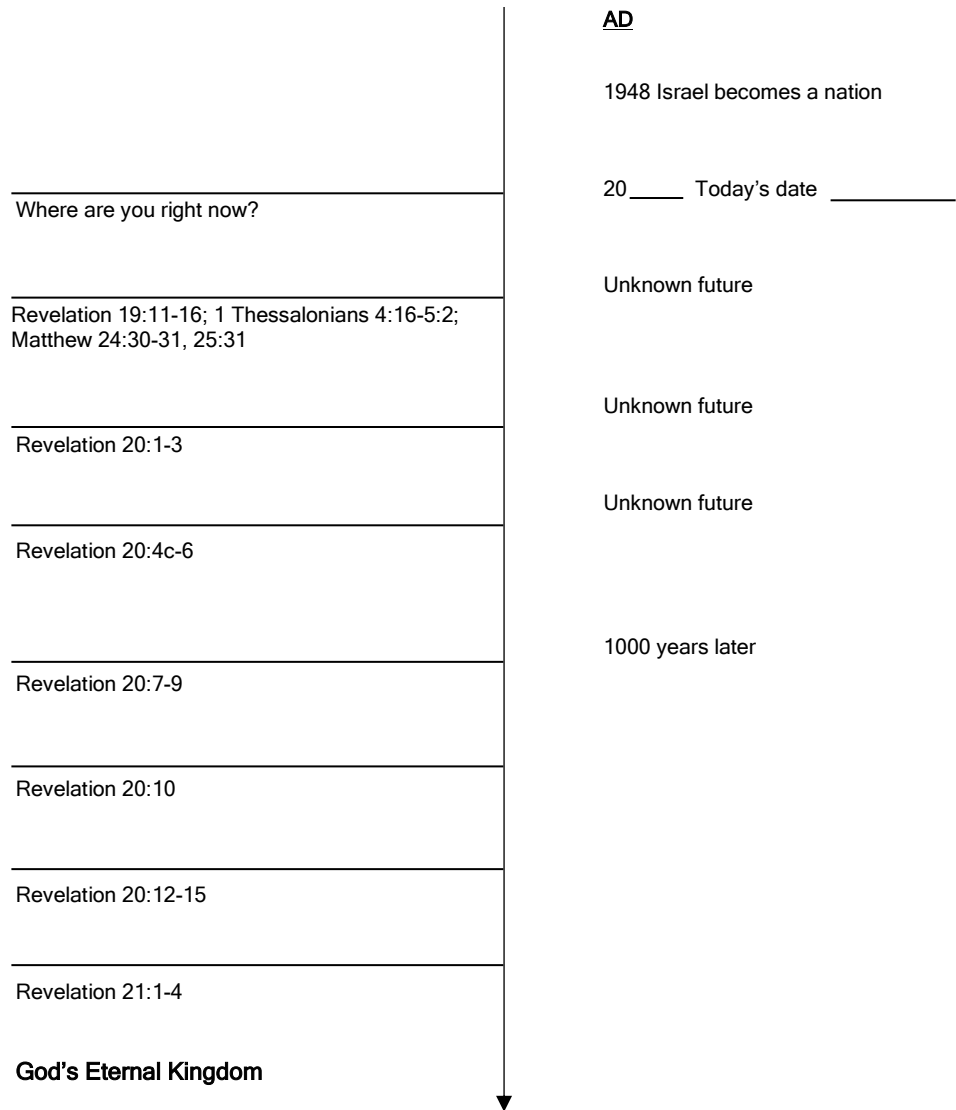 AD
1948 Israel becomes a nation
20_____ Today's date ____________
Where are you right now?
Unknown future
Revelation 19:11-16; 1 Thessalonians 4:16-5:2;
Matthew 24:30-31, 25:31
Unknown future
Revelation 20:1-3
Unknown future
Revelation 20:4c-6
1000 years later
Revelation 20:7-9
Revelation 20:10
Revelation 20:12-15
Revelation 21:1-4
God's Eternal Kingdom